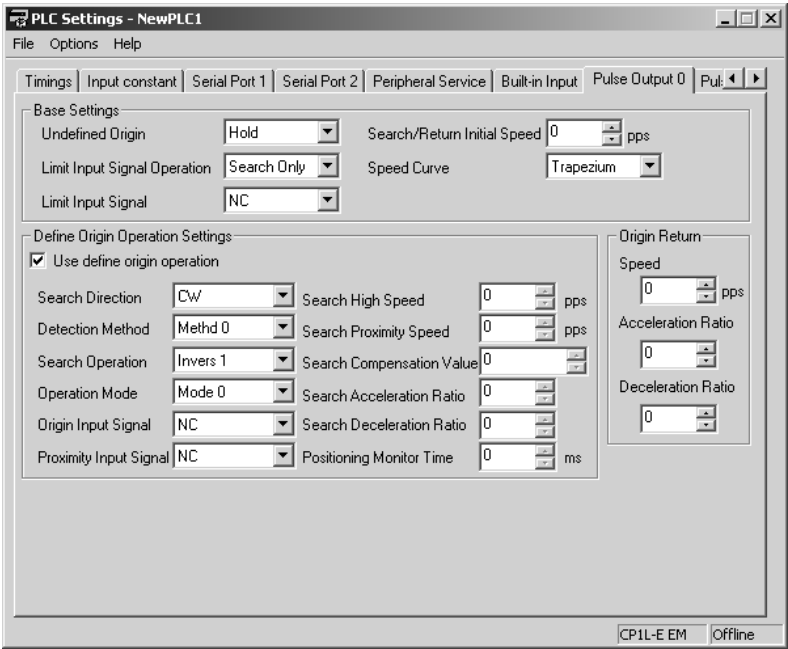 PLC Settings - NewPLC1
File Options Help
Timings Input constant Serial Port 1 Serial Port 2 Peripheral Service Built-in Input Pulse Output 0 Pul
Base Settings
Undefined Origin Hold Search/Return Initial Speed 0 pps
Limit Input Signal Operation Search Only Speed Curve Trapezium
Limit Input Signal NC
Define Origin Operation Settings
Use define origin operation
Search Direction CW Search High Speed 0 pps
Detection Method Methd 0 Search Proximity Speed 0 pps
Search Operation Invers 1 Search Compensation Value 0
Operation Mode Mode 0 Search Acceleration Ratio 0
Origin Input Signal NC Search Deceleration Ratio 0
Proximity Input Signal NC Positioning Monitor Time 0 ms
Origin Return
Speed
0 pps
Acceleration Ratio
0
Deceleration Ratio
0
CP1L-E EM Offline